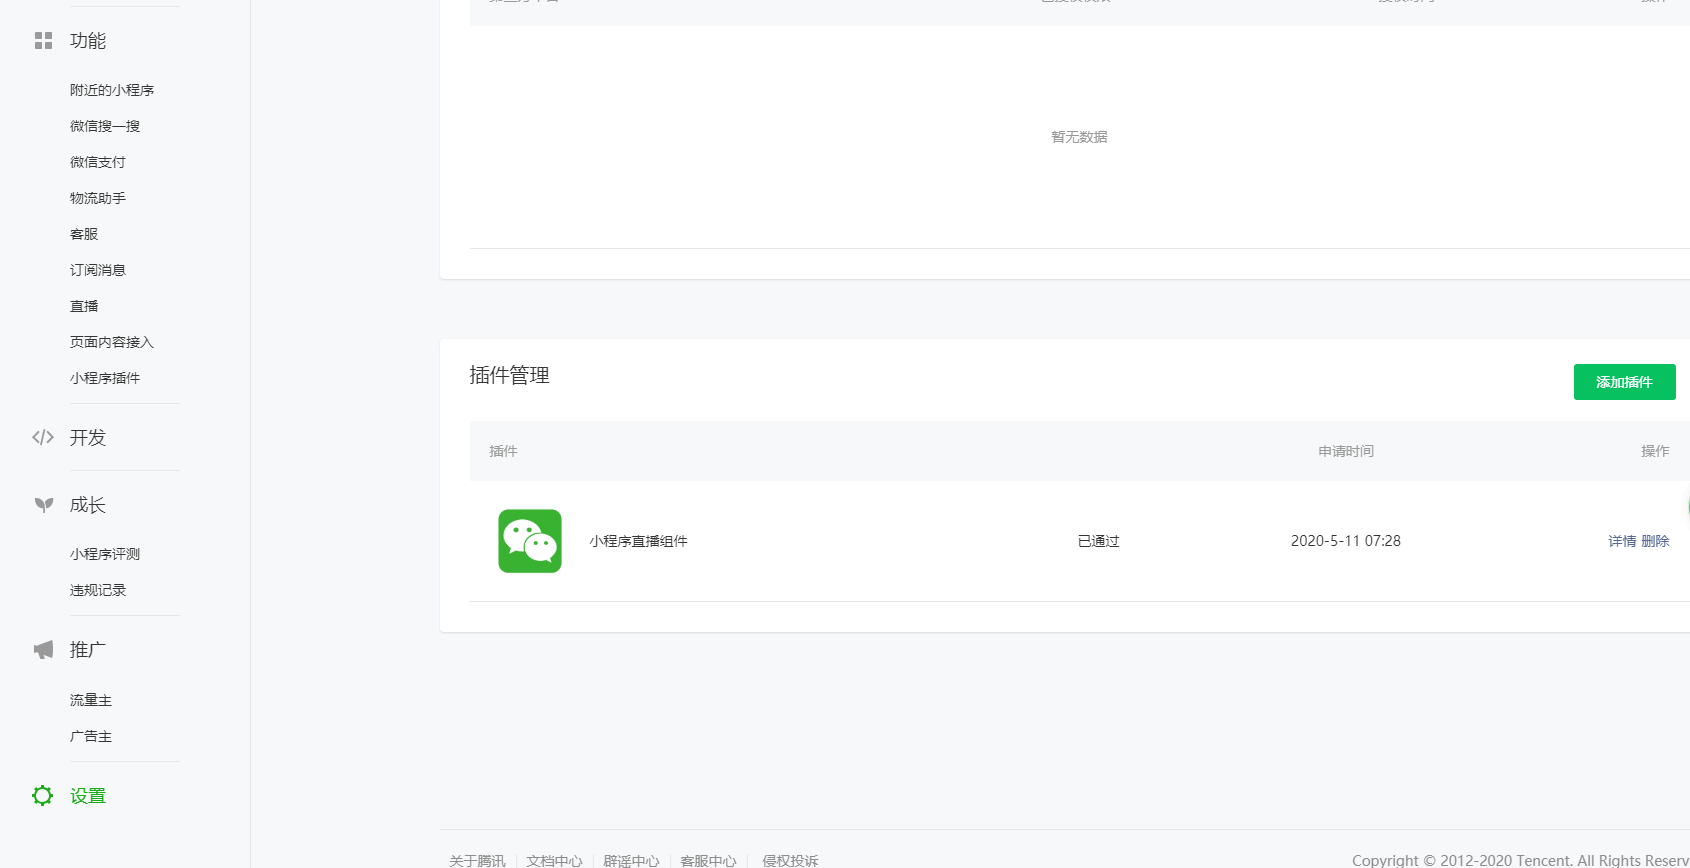 功能
附近的小程序
微信搜一搜
微信支付
物流助手
客服
订阅消息
直播
页面内容接入
小程序插件
开发
成长
小程序评测
违规记录
推广
流量主
广告主
设置
暂无数据
插件管理
添加插件
插件 申请时间 操作
小程序直播组件 已通过 2020-5-11 07:28 详情 删除
关于腾讯 文档中心 辟谣中心 客服中心 侵权投诉
Copyright © 2012-2020 Tencent. All Rights Reserv